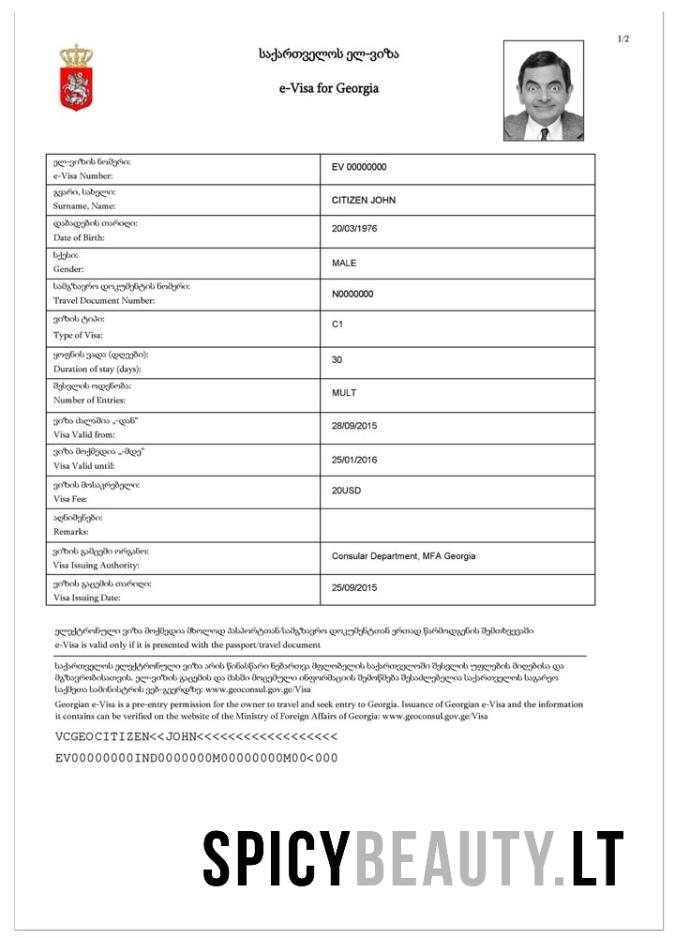 1/2
საქართველოს ელ-ვიზა
e-Visa for Georgia
ელ-ვიზის ნომერი:
e-Visa Number:
EV 00000000
გვარი, სახელი:
Surname, Name:
CITIZEN JOHN
დაბადების თარიღი:
Date of Birth:
20/03/1976
სქესი:
Gender:
MALE
სამგზავრო დოკუმენტის ნომერი:
Travel Document Number:
N0000000
ვიზის ტიპი:
Type of Visa:
C1
ყოფნის ვადა (დღეები):
Duration of stay (days):
30
შესვლის ოდენობა:
Number of Entries:
MULT
ვიზა ძალაშია „-დან“
Visa Valid from:
28/09/2015
ვიზა მოქმედია „-მდე“
Visa Valid until:
25/01/2016
ვიზის მოსაკრებელი:
Visa Fee:
20USD
აღნიშვნები:
Remarks:
ვიზის გამცემი ორგანო:
Visa Issuing Authority:
Consular Department, MFA Georgia
ვიზის გაცემის თარიღი:
Visa Issuing Date:
25/09/2015
ელექტრონული ვიზა მოქმედია მხოლოდ პასპორტთან/სამგზავრო დოკუმენტთან ერთად წარმოდგენის შემთხვევაში
e-Visa is valid only if it is presented with the passport/travel document
საქართველოს ელექტრონული ვიზა არის წინასწარი ნებართვა მფლობელის საქართველოში შესვლის უფლების მიღებისა და
მგზავრობისათვის. ელ-ვიზის გაცემის და მასში მოცემული ინფორმაციის შემოწმება შესაძლებელია საქართველოს საგარეო
საქმეთა სამინისტრის ვებ-გვერდზე: www.geoconsul.gov.ge/Visa
Georgian e-Visa is a pre-entry permission for the owner to travel and seek entry to Georgia. Issuance of Georgian e-Visa and the information
it contains can be verified on the website of the Ministry of Foreign Affairs of Georgia: www.geoconsul.gov.ge/Visa
VCGEOCITIZEN<<JOHN<<<<<<<<<<<<<<<<<<
EV00000000IND0000000M00000000M00<000
SPICYBEAUTY.LT